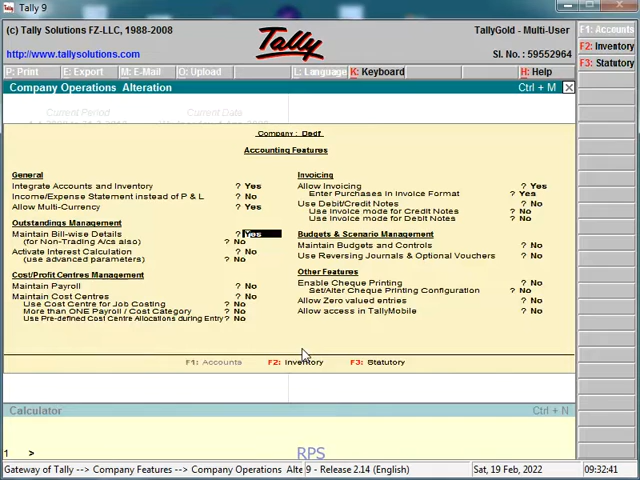 Tally 9
(c) Tally Solutions FZ-LLC, 1988-2008
TallyGold - Multi-User
F1: Accounts
Tally
F2: Inventory
http://www.tallysolutions.com
Sl. No. : 59552964
F3: Statutory
P: Print E: Export M: E-Mail O: Upload L: Language K: Keyboard H: Help
Company Operations Alteration
Ctrl + M
Current Period
Current Date
Company : Dsdf
Accounting Features
General
Integrate Accounts and Inventory ? Yes
Income/Expense Statement instead of P & L ? No
Allow Multi-Currency ? Yes
Outstandings Management
Maintain Bill-wise Details ? Yes
(for Non-Trading A/cs also) ? No
Activate Interest Calculation ? No
(use advanced parameters) ? No
Cost/Profit Centres Management
Maintain Payroll ? No
Maintain Cost Centres ? No
Use Cost Centre for Job Costing ? No
More than ONE Payroll / Cost Category ? No
Use Pre-defined Cost Centre Allocations during Entry ? No
Invoicing
Allow Invoicing ? Yes
Enter Purchases in Invoice Format ? Yes
Use Debit/Credit Notes ? No
Use Invoice mode for Credit Notes ? No
Use Invoice mode for Debit Notes ? No
Budgets & Scenario Management
Maintain Budgets and Controls ? No
Use Reversing Journals & Optional Vouchers ? No
Other Features
Enable Cheque Printing ? No
Set/Alter Cheque Printing Configuration ? No
Allow Zero valued entries ? No
Allow access in TallyMobile ? No
F1: Accounts F2: Inventory F3: Statutory
Calculator
Ctrl + N
1 >
RPS
Gateway of Tally --> Company Features --> Company Operations Alte 9 - Release 2.14 (English) Sat, 19 Feb, 2022 09:32:41